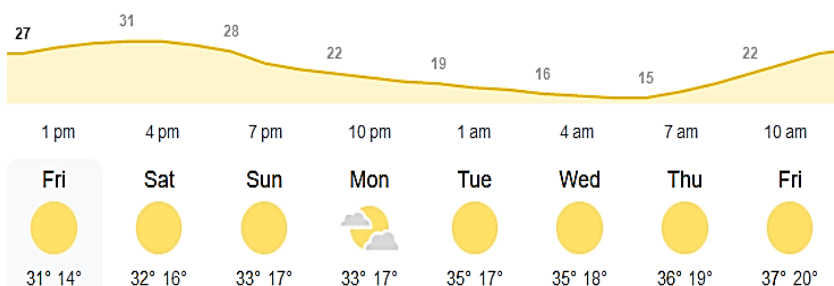 27 31 28 22 19 16 15 22
1 pm 4 pm 7 pm 10 pm 1 am 4 am 7 am 10 am
Fri Sat Sun Mon Tue Wed Thu Fri
31° 14° 32° 16° 33° 17° 33° 17° 35° 17° 35° 18° 36° 19° 37° 20°